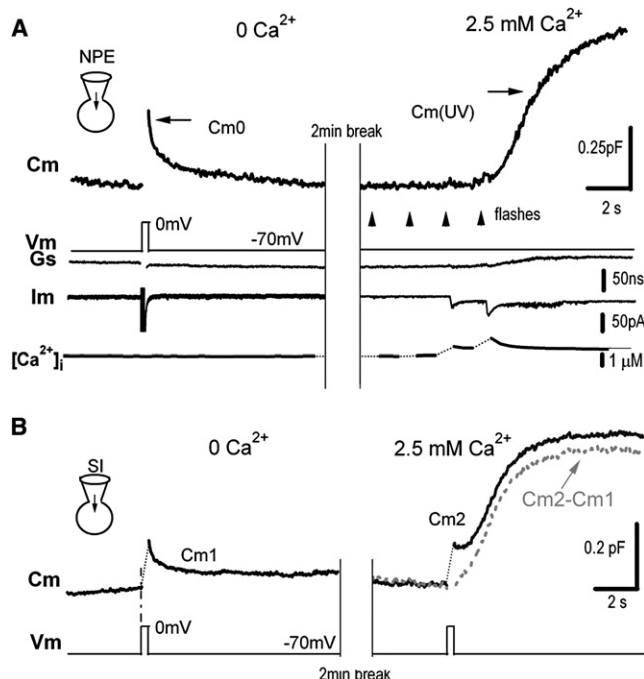 A
0 Ca²⁺
2.5 mM Ca²⁺
NPE
Cm0
2min break
Cm(UV)
0.25pF
2 s
Cm
flashes
0mV
Vm
-70mV
Gs
50ns
Im
50pA
[Ca²⁺]i
1 µM
B
0 Ca²⁺
2.5 mM Ca²⁺
SI
Cm2-Cm1
Cm1
Cm2
0.2 pF
Cm
2 s
0mV
Vm
-70mV
2min break